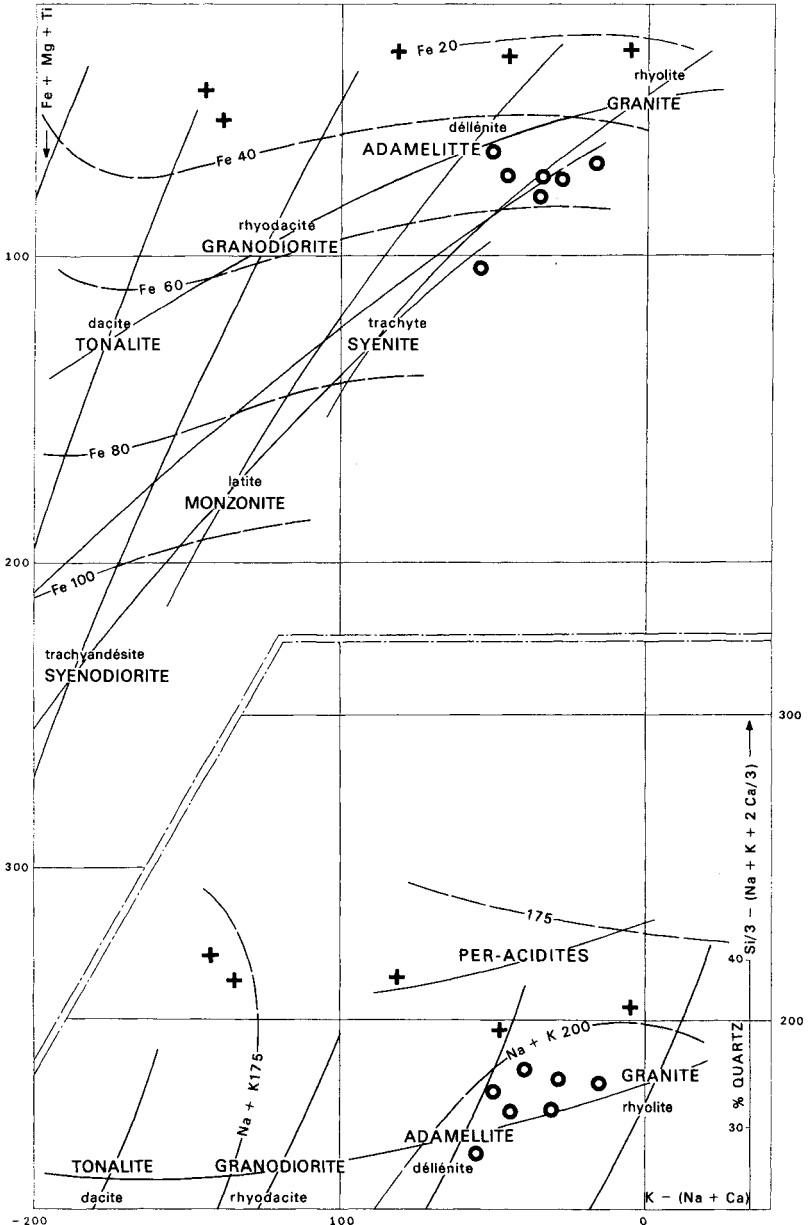 Fe + Mg + Ti
Fe 20
rhyolite
GRANITE
déllénite
ADAMELITTE
Fe 40
rhyodacite
GRANODIORITE
100
Fe 60
dacite
TONALITE
trachyte
SYENITE
Fe 80
latite
MONZONITE
200
Fe 100
trachyandésite
SYENODIORITE
300
Si/3 – (Na + K + 2 Ca/3)
300
175
PER-ACIDITÉS
40
200
Na + K 200
Na + K175
% QUARTZ
GRANITE
rhyolite
30
ADAMELLITE
déllénite
TONALITE
dacite
GRANODIORITE
rhyodacite
K – (Na + Ca)
- 200
100
0